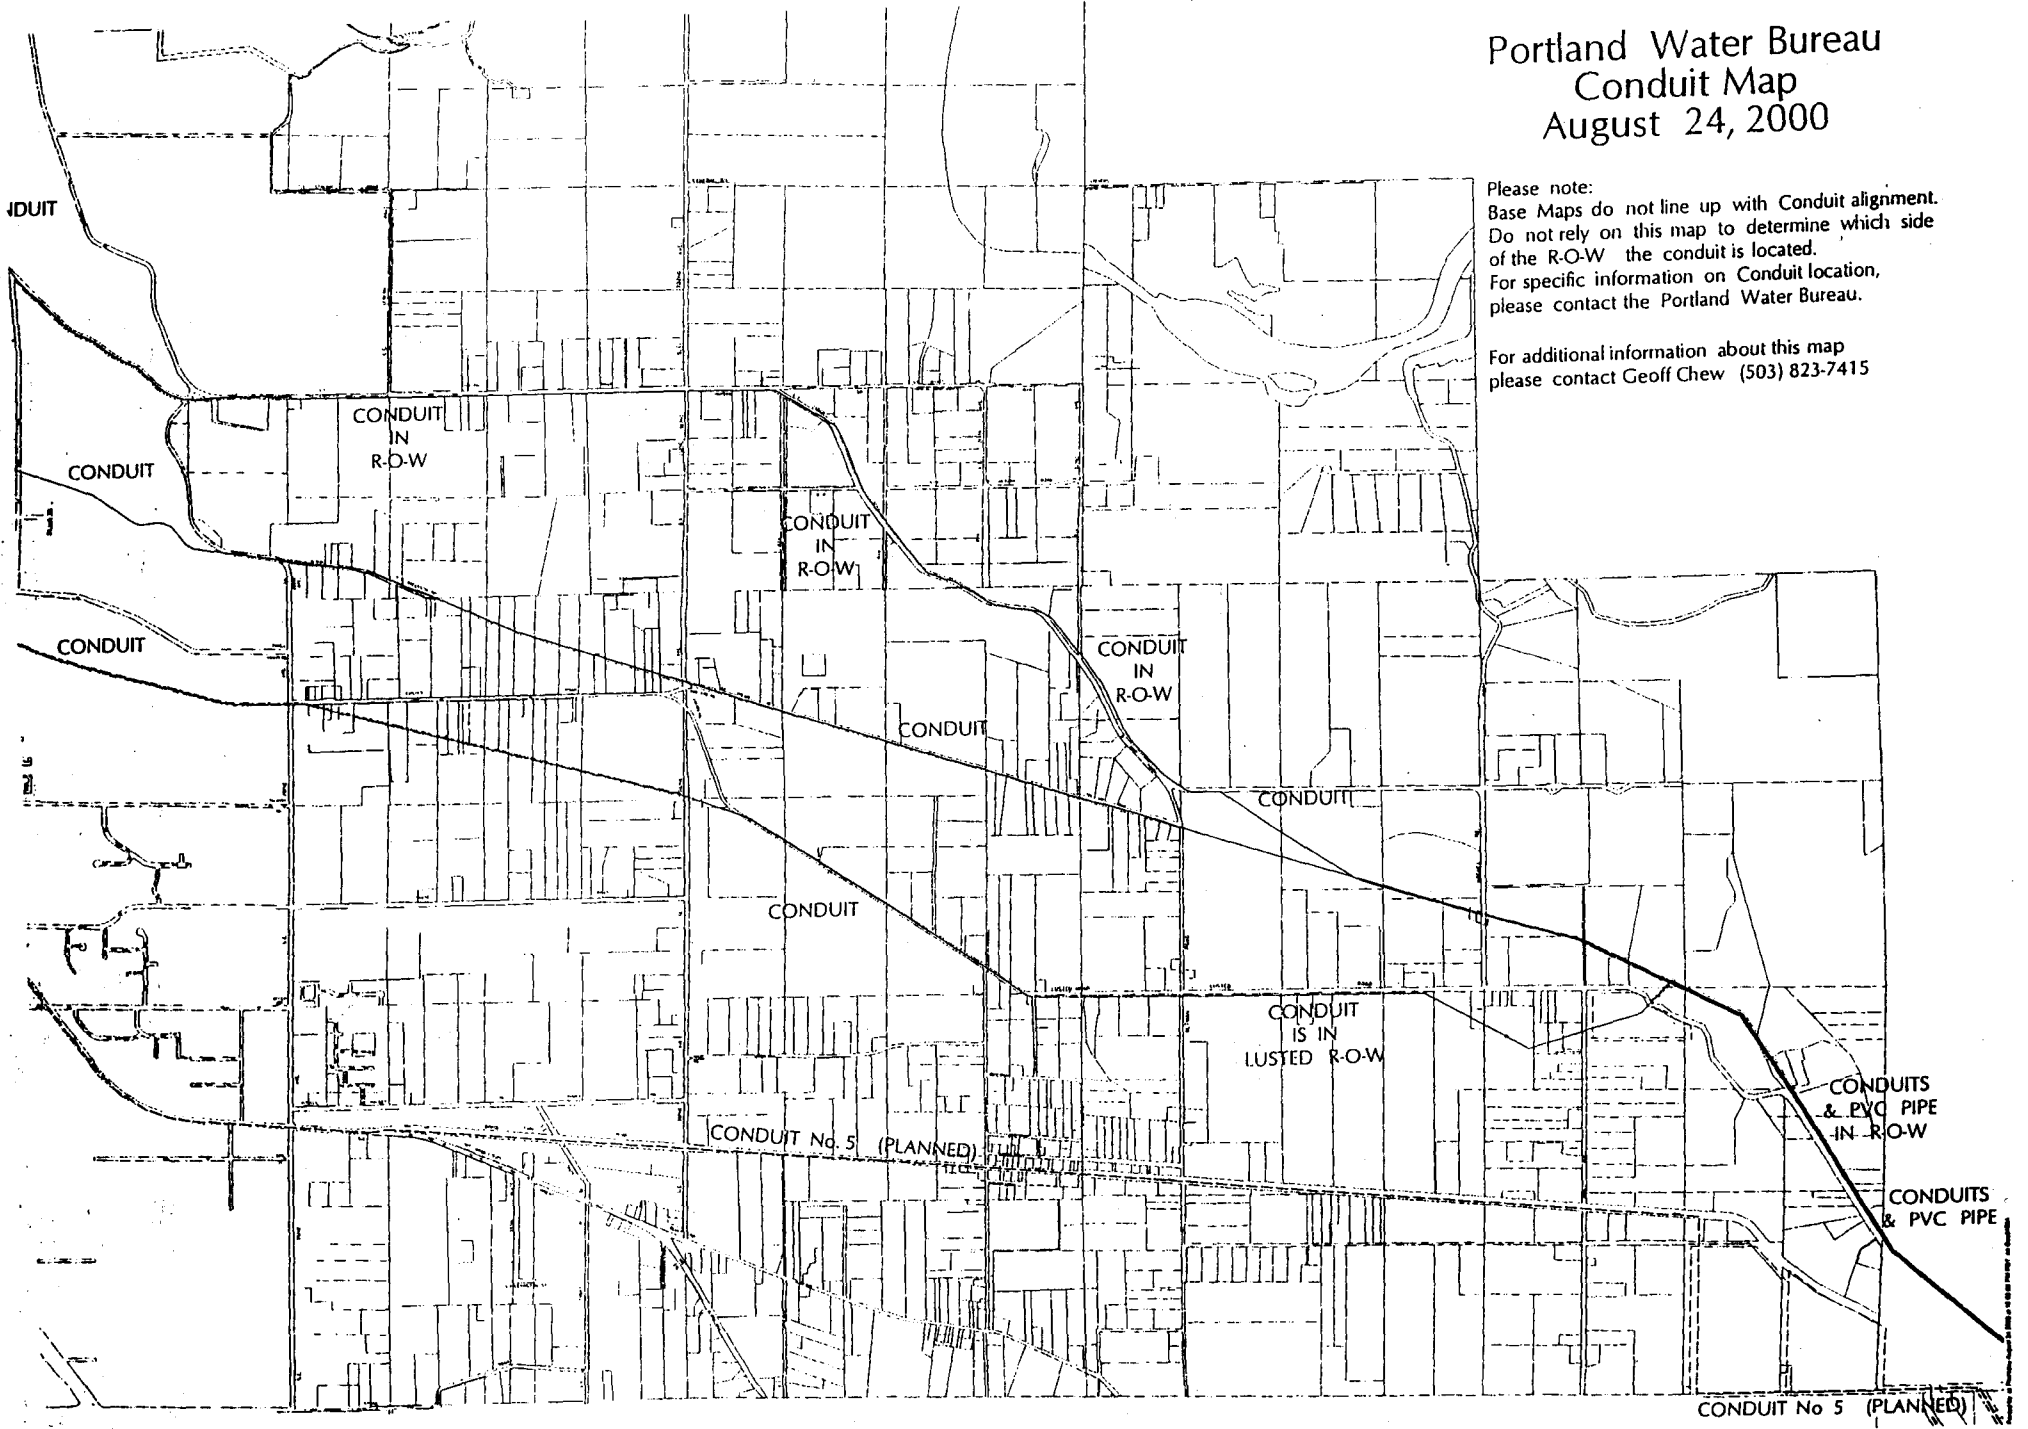 Portland Water Bureau
Conduit Map
August 24, 2000
Please note:
Base Maps do not line up with Conduit alignment.
Do not rely on this map to determine which side
of the R-O-W the conduit is located.
For specific information on Conduit location,
please contact the Portland Water Bureau.
For additional information about this map
please contact Geoff Chew (503) 823-7415
NDUIT
CONDUIT
IN
R-O-W
CONDUIT
CONDUIT
IN
R-O-W
CONDUIT
CONDUIT
IN
R-O-W
CONDUIT
CONDUIT
CONDUIT
CONDUIT
IS IN
LUSTED R-O-W
CONDUITS
& PVC PIPE
IN R-O-W
CONDUIT No. 5 (PLANNED)
CONDUITS
& PVC PIPE
CONDUIT No 5 (PLANNED)